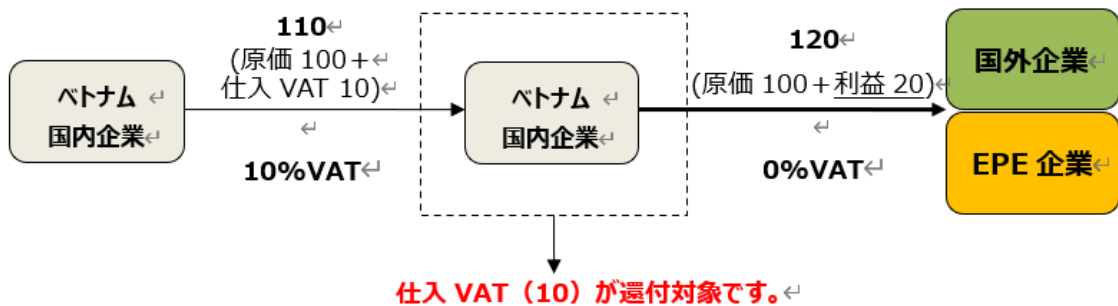 110
(原価 100＋
仕入 VAT 10)
10%VAT
ベトナム
国内企業
ベトナム
国内企業
120
(原価 100＋利益 20)
0%VAT
国外企業
EPE 企業
仕入 VAT（10）が還付対象です。